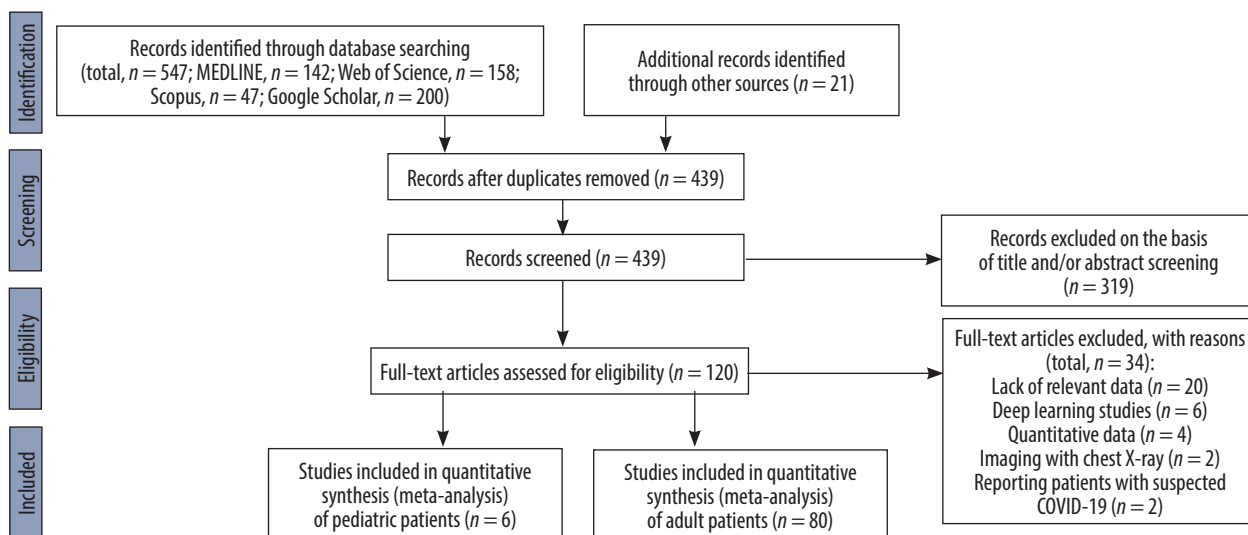 Identification
Records identified through database searching
(total, n = 547; MEDLINE, n = 142; Web of Science, n = 158;
Scopus, n = 47; Google Scholar, n = 200)
Additional records identified
through other sources (n = 21)
Screening
Records after duplicates removed (n = 439)
Records screened (n = 439)
Records excluded on the basis
of title and/or abstract screening
(n = 319)
Eligibility
Full-text articles assessed for eligibility (n = 120)
Full-text articles excluded, with reasons
(total, n = 34):
Lack of relevant data (n = 20)
Deep learning studies (n = 6)
Quantitative data (n = 4)
Imaging with chest X-ray (n = 2)
Reporting patients with suspected
COVID-19 (n = 2)
Included
Studies included in quantitative
synthesis (meta-analysis)
of pediatric patients (n = 6)
Studies included in quantitative
synthesis (meta-analysis)
of adult patients (n = 80)